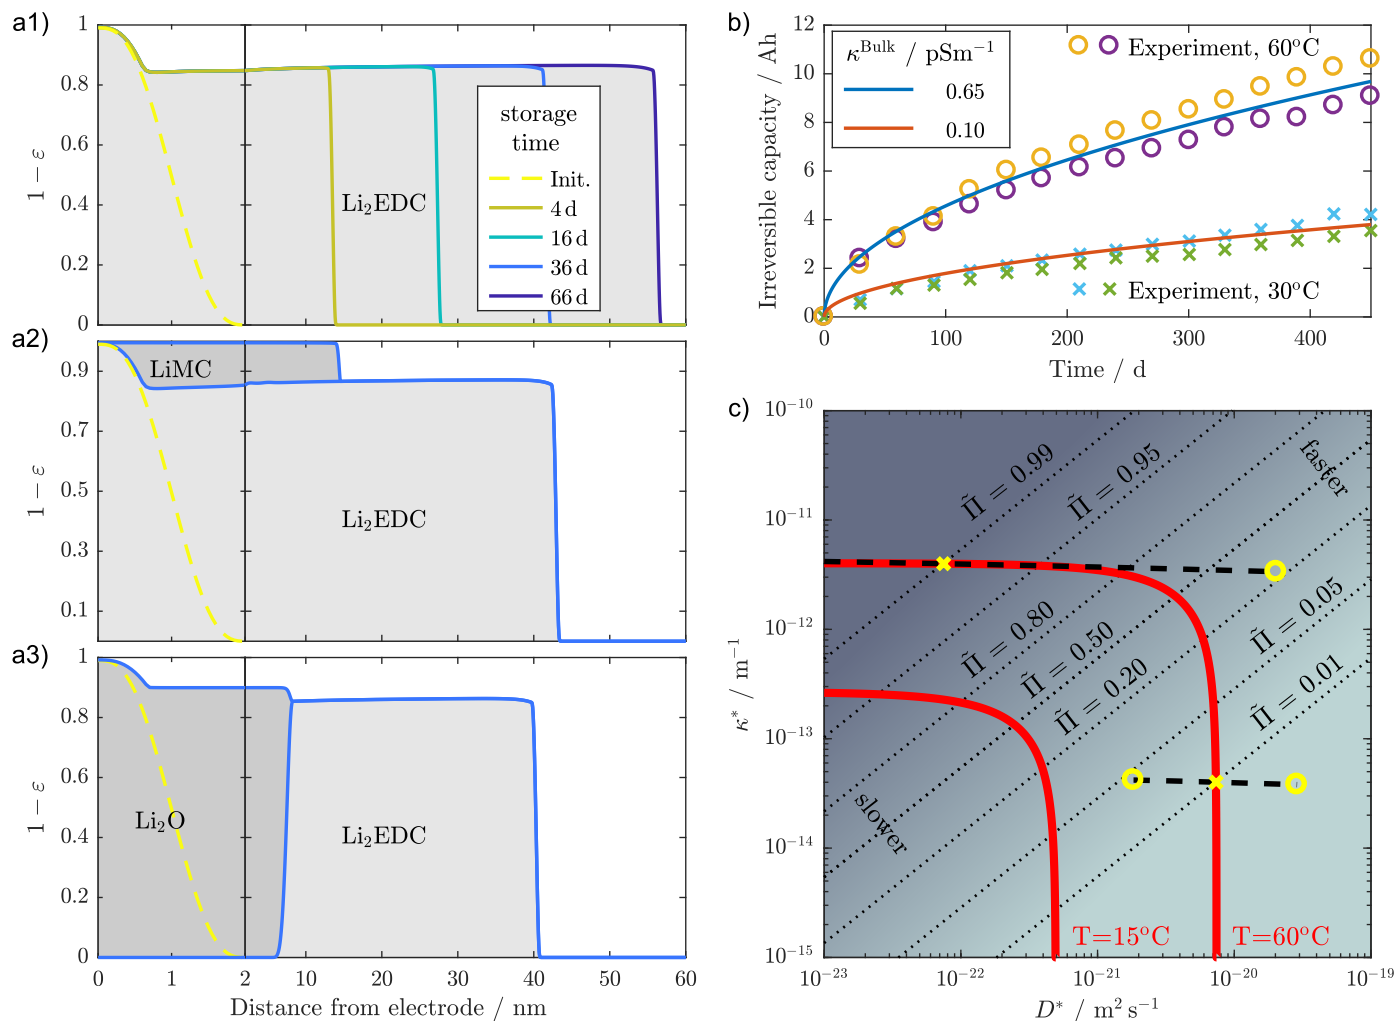 a1)
1
0.8
0.6
0.4
0.2
0
1 − ε
Li₂EDC
storage
time
Init.
4 d
16 d
36 d
66 d
a2)
0.9
0.9
0.7
0.5
0.3
0.1
1 − ε
LiMC
Li₂EDC
a3)
1
0.8
0.6
0.4
0.2
0
1 − ε
Li₂O
Li₂EDC
0 1 2 10 20 30 40 50 60
Distance from electrode / nm
b)
12
10
8
6
4
2
0
Irreversible capacity / Ah
κ^Bulk / pSm⁻¹
0.65
0.10
Experiment, 60°C
Experiment, 30°C
0 100 200 300 400
Time / d
c)
10⁻¹⁰
10⁻¹¹
10⁻¹²
10⁻¹³
10⁻¹⁴
10⁻¹⁵
κ* / m⁻¹
Π̃ = 0.99
Π̃ = 0.95
faster
Π̃ = 0.80
Π̃ = 0.50
Π̃ = 0.20
Π̃ = 0.05
Π̃ = 0.01
slower
T=15°C
T=60°C
10⁻²³ 10⁻²² 10⁻²¹ 10⁻²⁰ 10⁻¹⁹
D* / m² s⁻¹